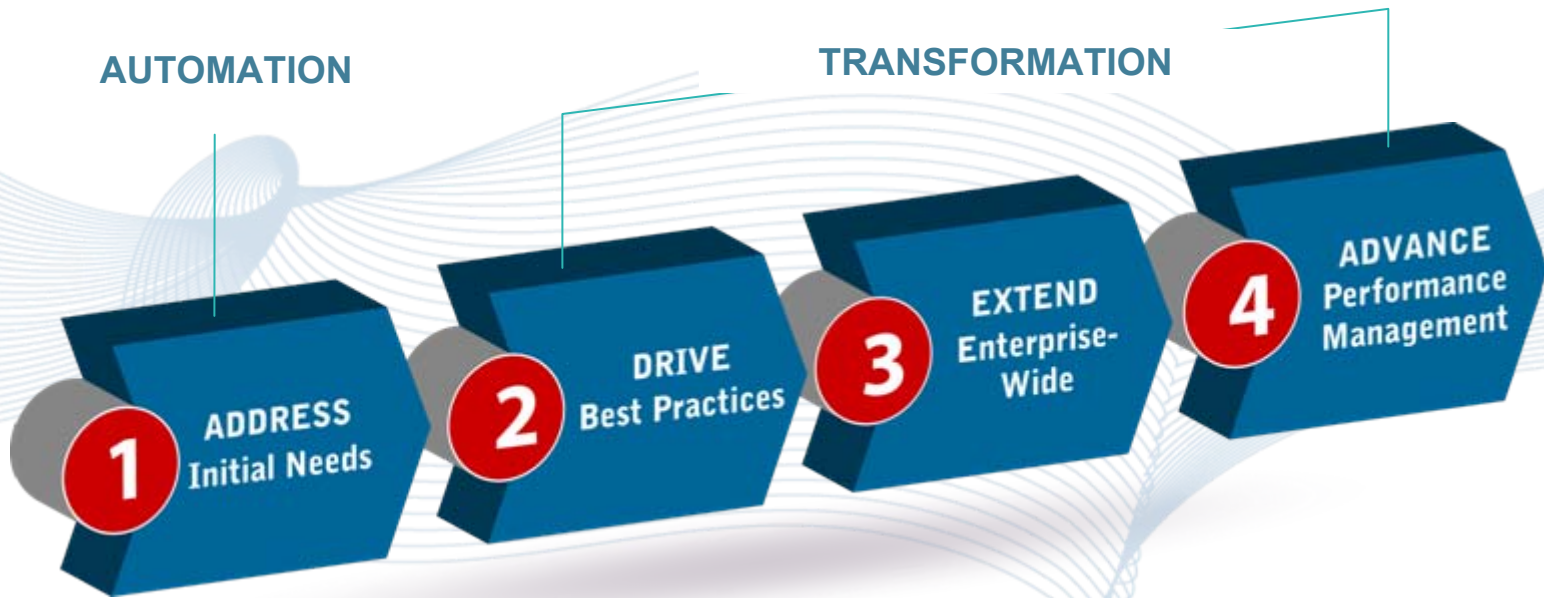 AUTOMATION
TRANSFORMATION
1
ADDRESS
Initial Needs
2
DRIVE
Best Practices
3
EXTEND
Enterprise-
Wide
4
ADVANCE
Performance
Management